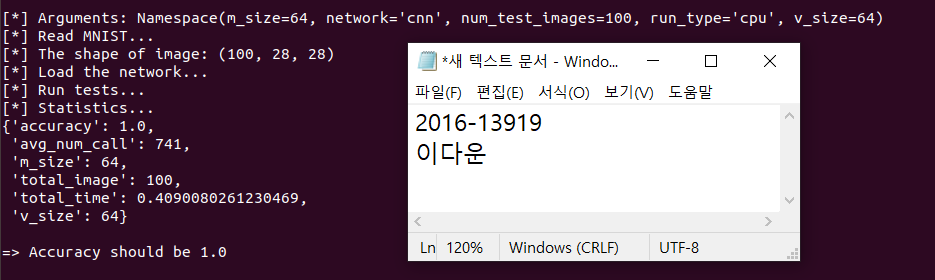 [*] Arguments: Namespace(m_size=64, network='cnn', num_test_images=100, run_type='cpu', v_size=64)
[*] Read MNIST...
[*] The shape of image: (100, 28, 28)
[*] Load the network...
[*] Run tests...
[*] Statistics...
{'accuracy': 1.0,
 'avg_num_call': 741,
 'm_size': 64,
 'total_image': 100,
 'total_time': 0.4090080261230469,
 'v_size': 64}
=> Accuracy should be 1.0
*새 텍스트 문서 - Windo...
파일(F) 편집(E) 서식(O) 보기(V) 도움말
2016-13919
이다운
Ln 120% Windows (CRLF) UTF-8